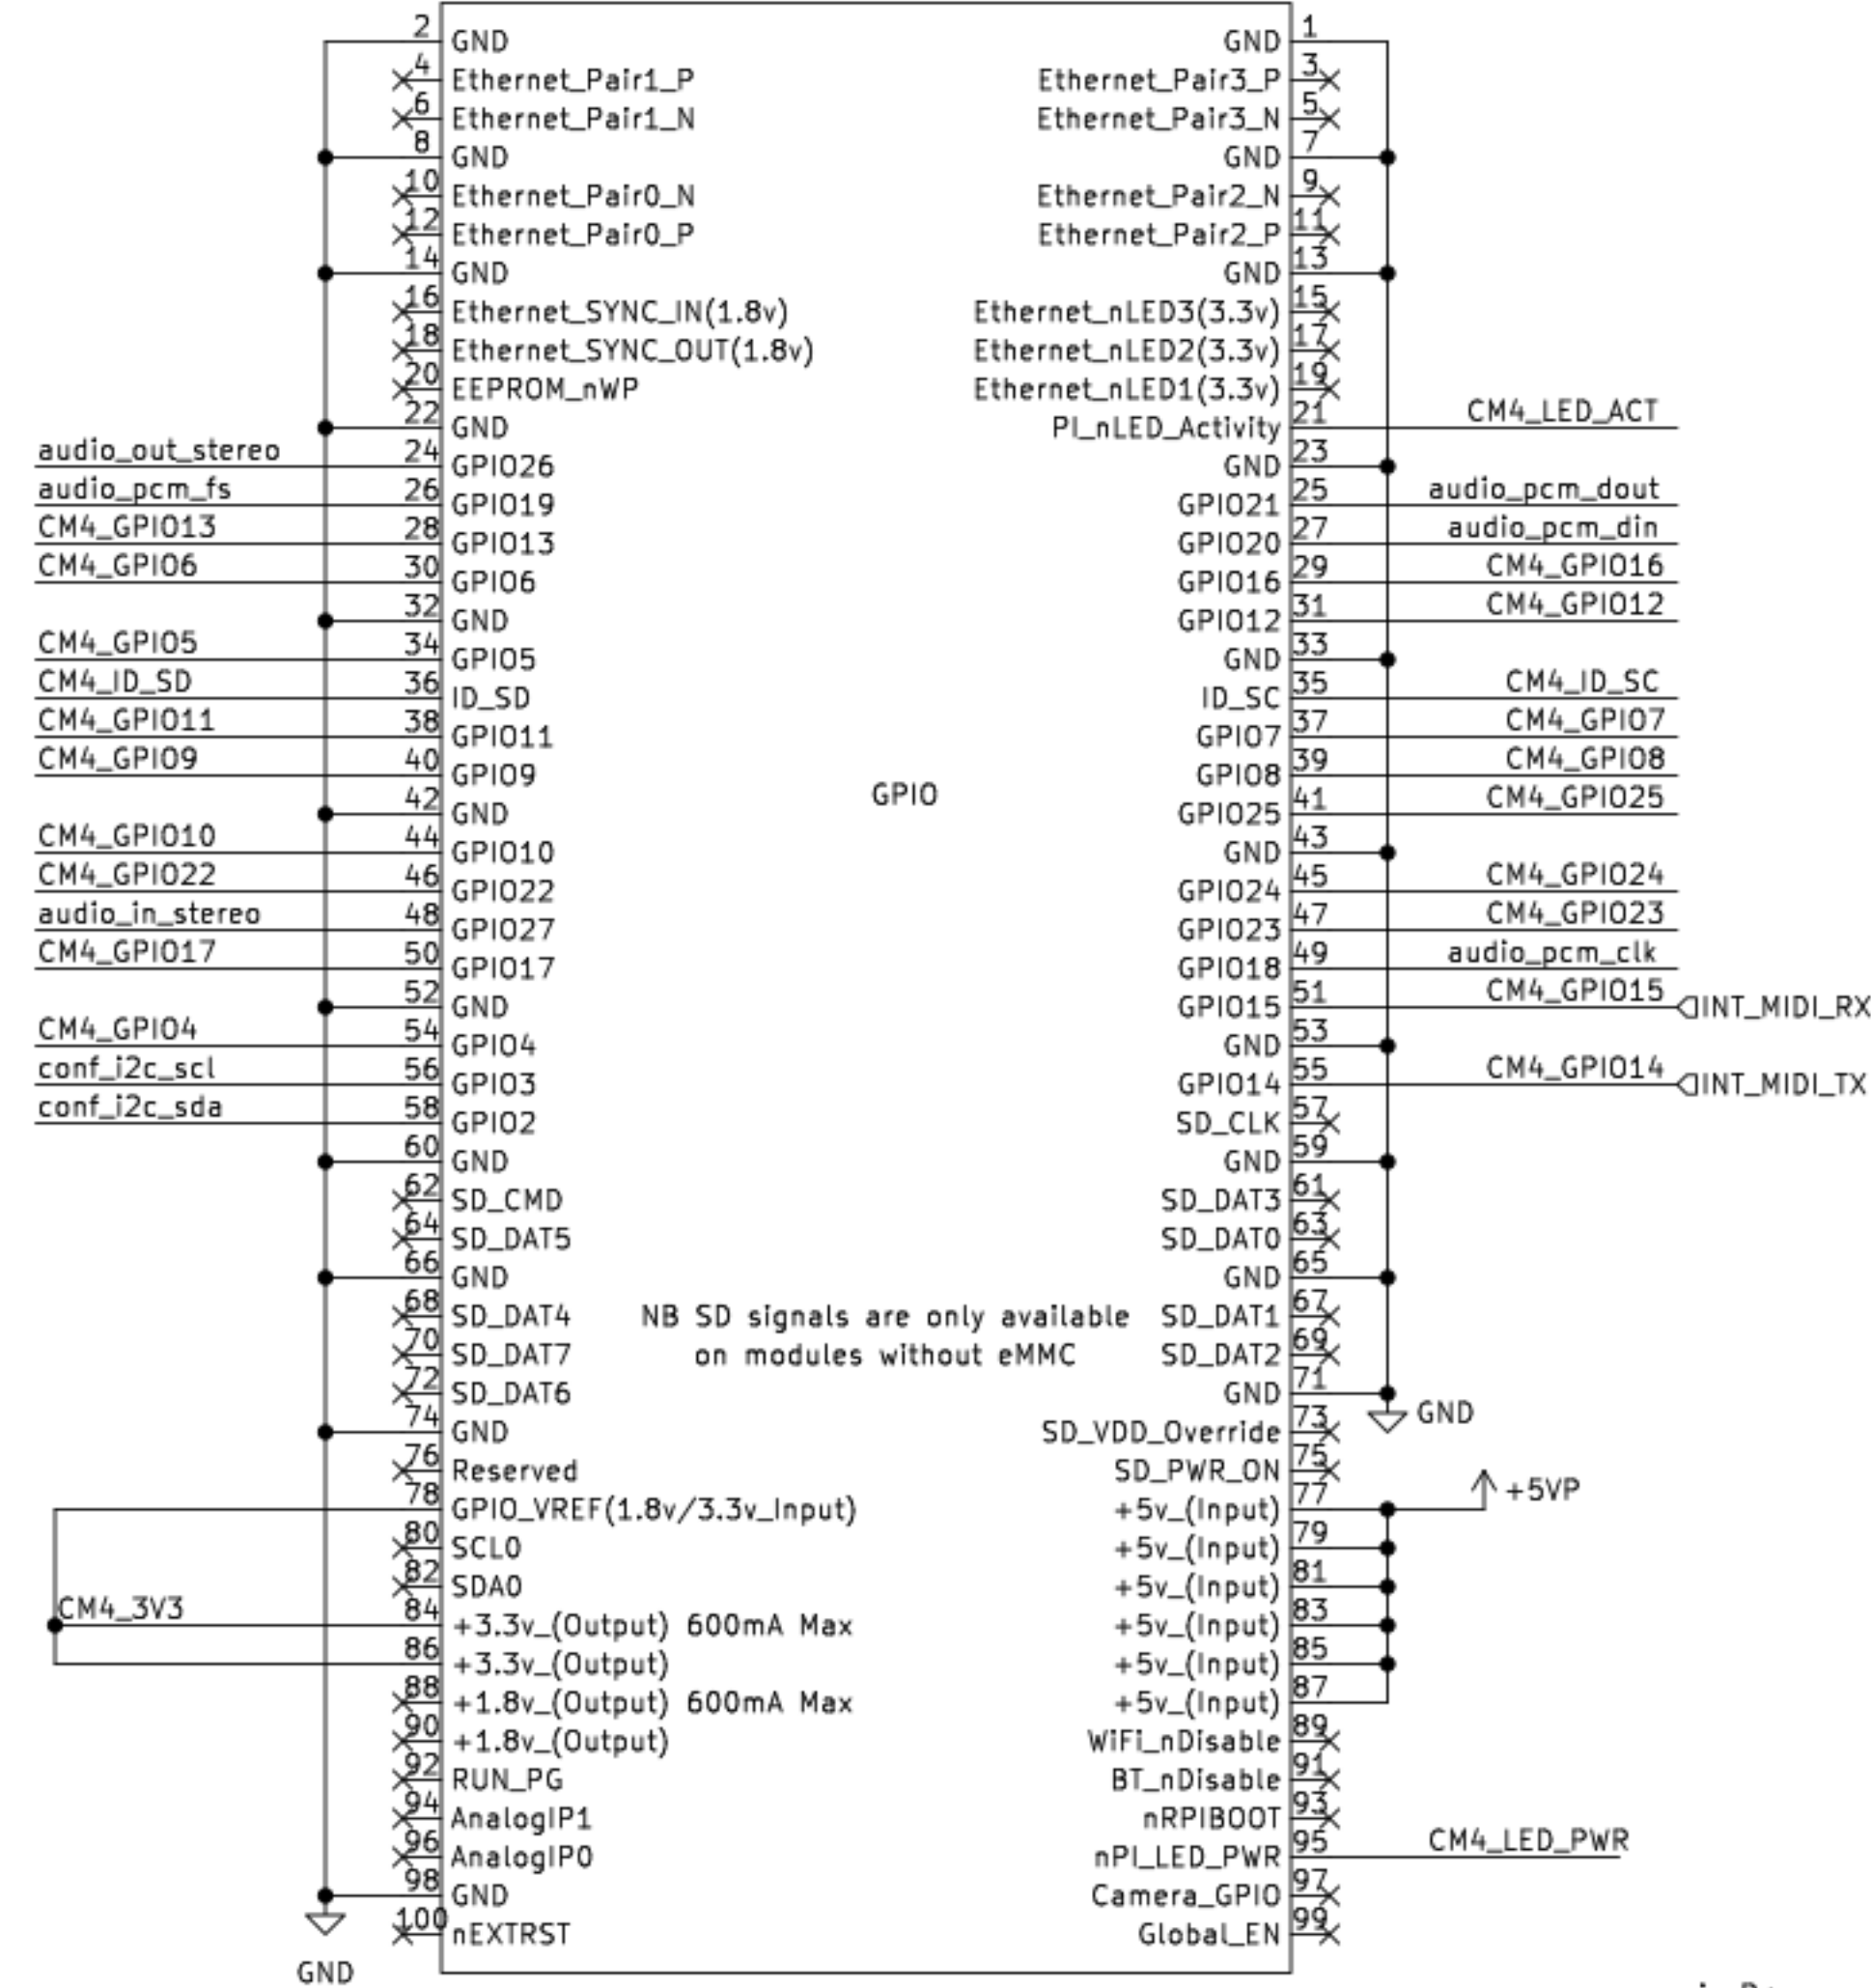 2 GND GND 1
4 Ethernet_Pair1_P Ethernet_Pair3_P 3
6 Ethernet_Pair1_N Ethernet_Pair3_N 5
8 GND GND 7
10 Ethernet_Pair0_N Ethernet_Pair2_N 9
12 Ethernet_Pair0_P Ethernet_Pair2_P 11
14 GND GND 13
16 Ethernet_SYNC_IN(1.8v) Ethernet_nLED3(3.3v) 15
18 Ethernet_SYNC_OUT(1.8v) Ethernet_nLED2(3.3v) 17
20 EEPROM_nWP Ethernet_nLED1(3.3v) 19
22 GND PI_nLED_Activity 21 CM4_LED_ACT
audio_out_stereo 24 GPIO26 GND 23
audio_pcm_fs 26 GPIO19 GPIO21 25 audio_pcm_dout
CM4_GPIO13 28 GPIO13 GPIO20 27 audio_pcm_din
CM4_GPIO6 30 GPIO6 GPIO16 29 CM4_GPIO16
32 GND GPIO12 31 CM4_GPIO12
CM4_GPIO5 34 GPIO5 GND 33
CM4_ID_SD 36 ID_SD ID_SC 35 CM4_ID_SC
CM4_GPIO11 38 GPIO11 GPIO7 37 CM4_GPIO7
CM4_GPIO9 40 GPIO9 GPIO8 39 CM4_GPIO8
GPIO
42 GND GPIO25 41 CM4_GPIO25
CM4_GPIO10 44 GPIO10 GND 43
CM4_GPIO22 46 GPIO22 GPIO24 45 CM4_GPIO24
audio_in_stereo 48 GPIO27 GPIO23 47 CM4_GPIO23
CM4_GPIO17 50 GPIO17 GPIO18 49 audio_pcm_clk
52 GND GPIO15 51 CM4_GPIO15 INT_MIDI_RX
CM4_GPIO4 54 GPIO4 GND 53
conf_i2c_scl 56 GPIO3 GPIO14 55 CM4_GPIO14 INT_MIDI_TX
conf_i2c_sda 58 GPIO2 SD_CLK 57
60 GND GND 59
62 SD_CMD SD_DAT3 61
64 SD_DAT5 SD_DAT0 63
66 GND GND 65
68 SD_DAT4 NB SD signals are only available SD_DAT1 67
70 SD_DAT7 on modules without eMMC SD_DAT2 69
72 SD_DAT6 GND 71
GND
74 GND SD_VDD_Override 73
76 Reserved SD_PWR_ON 75
+5VP
78 GPIO_VREF(1.8v/3.3v_Input) +5v_(Input) 77
80 SCL0 +5v_(Input) 79
82 SDA0 +5v_(Input) 81
CM4_3V3 84 +3.3v_(Output) 600mA Max +5v_(Input) 83
86 +3.3v_(Output) +5v_(Input) 85
88 +1.8v_(Output) 600mA Max +5v_(Input) 87
90 +1.8v_(Output) WiFi_nDisable 89
92 RUN_PG BT_nDisable 91
94 AnalogIP1 nRPIBOOT 93
96 AnalogIP0 nPI_LED_PWR 95 CM4_LED_PWR
98 GND Camera_GPIO 97
100 nEXTRST Global_EN 99
GND